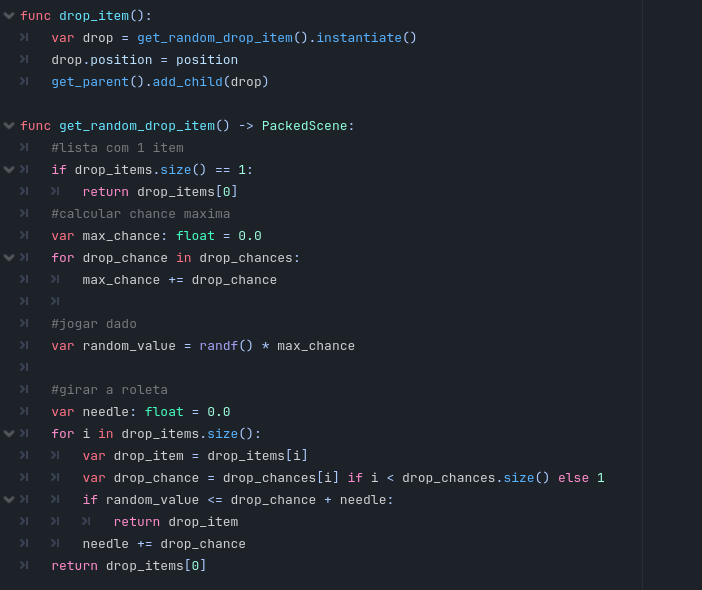 func drop_item():
var drop = get_random_drop_item().instantiate()
drop.position = position
get_parent().add_child(drop)
func get_random_drop_item() -> PackedScene:
#lista com 1 item
if drop_items.size() == 1:
return drop_items[0]
#calcular chance maxima
var max_chance: float = 0.0
for drop_chance in drop_chances:
max_chance += drop_chance
#jogar dado
var random_value = randf() * max_chance
#girar a roleta
var needle: float = 0.0
for i in drop_items.size():
var drop_item = drop_items[i]
var drop_chance = drop_chances[i] if i < drop_chances.size() else 1
if random_value <= drop_chance + needle:
return drop_item
needle += drop_chance
return drop_items[0]